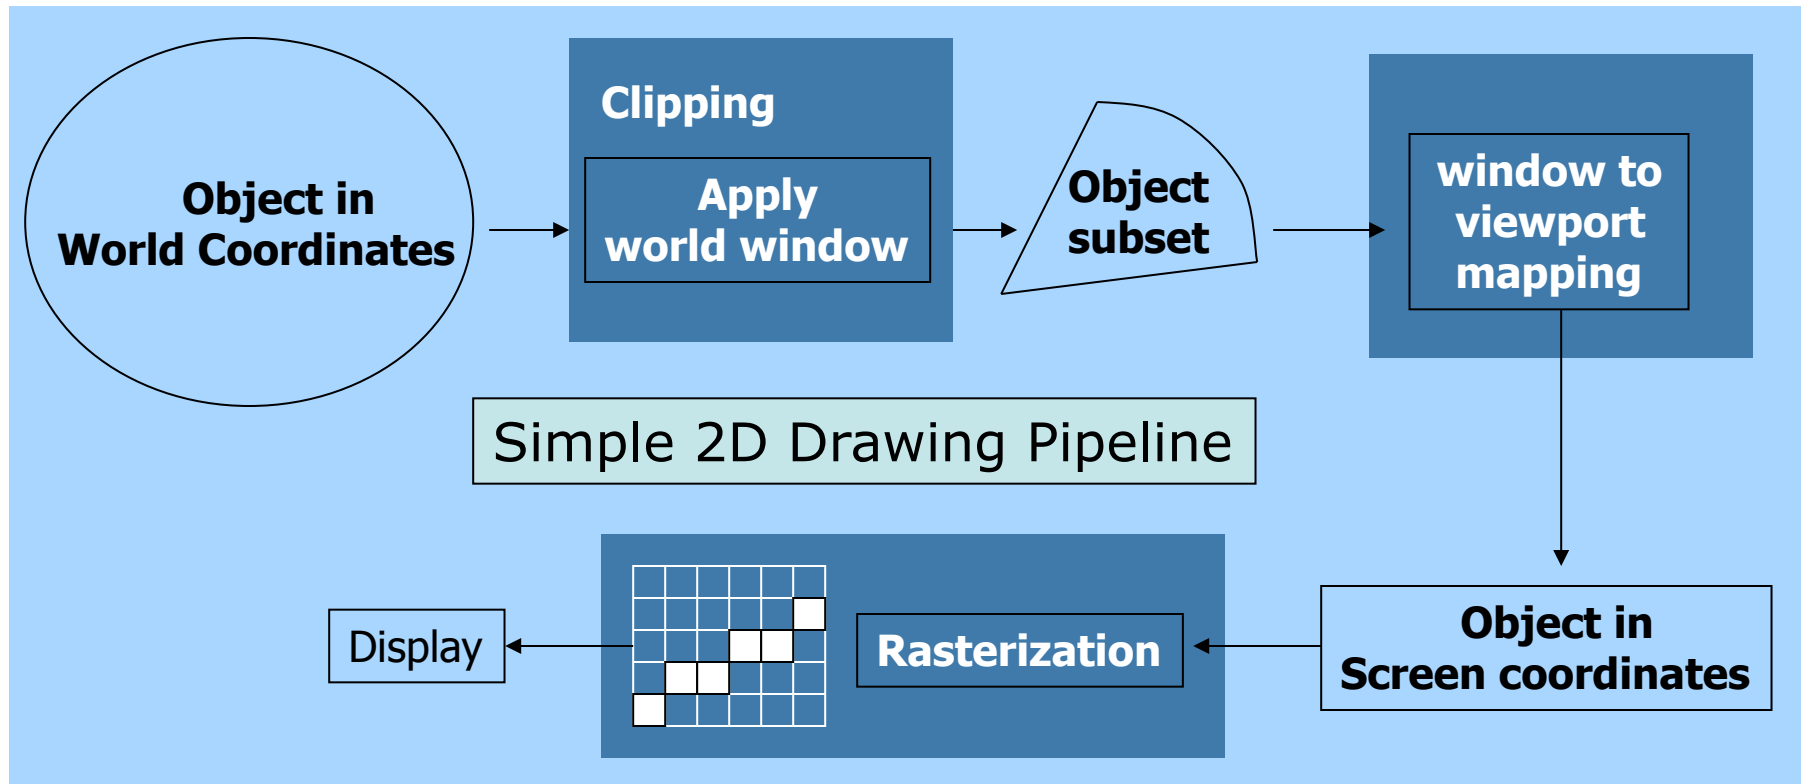 Object in
World Coordinates
Clipping
Apply
world window
Object
subset
window to
viewport
mapping
Simple 2D Drawing Pipeline
Object in
Screen coordinates
Rasterization
Display